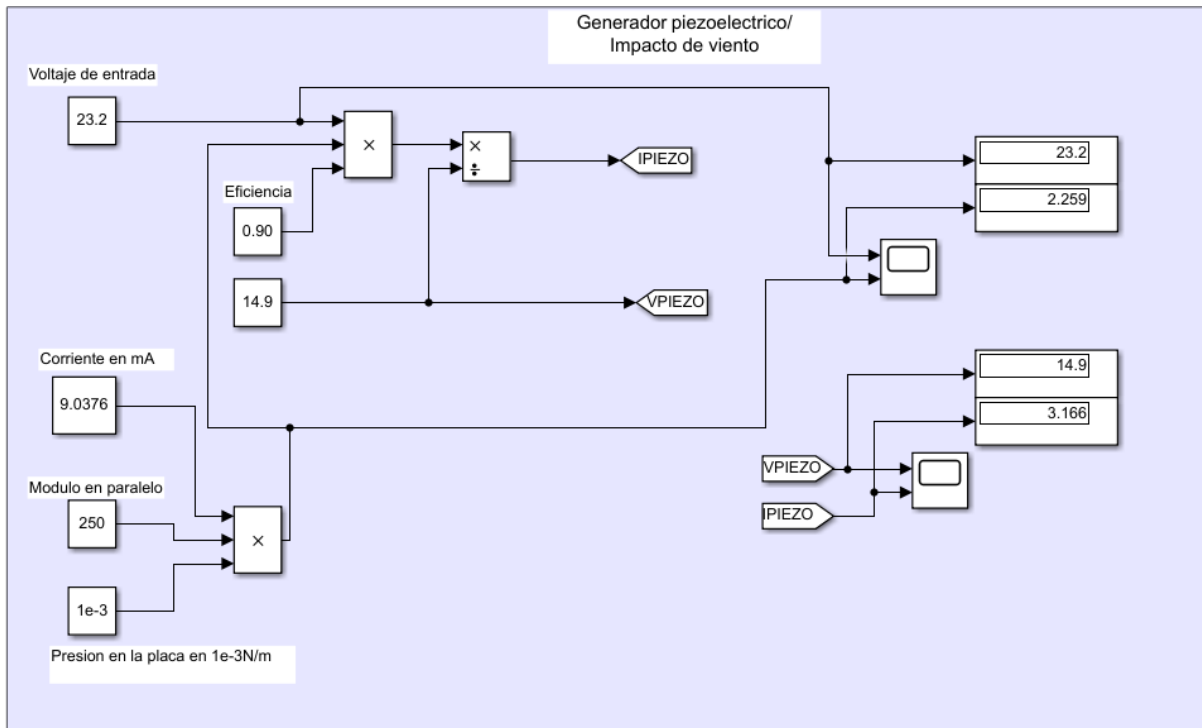 Generador piezoelectrico/
Impacto de viento
Voltaje de entrada
23.2
×
×
÷
IPIEZO
23.2
2.259
Eficiencia
0.90
14.9
VPIEZO
Corriente en mA
9.0376
14.9
3.166
VPIEZO
IPIEZO
Modulo en paralelo
250
×
1e-3
Presion en la placa en 1e-3N/m